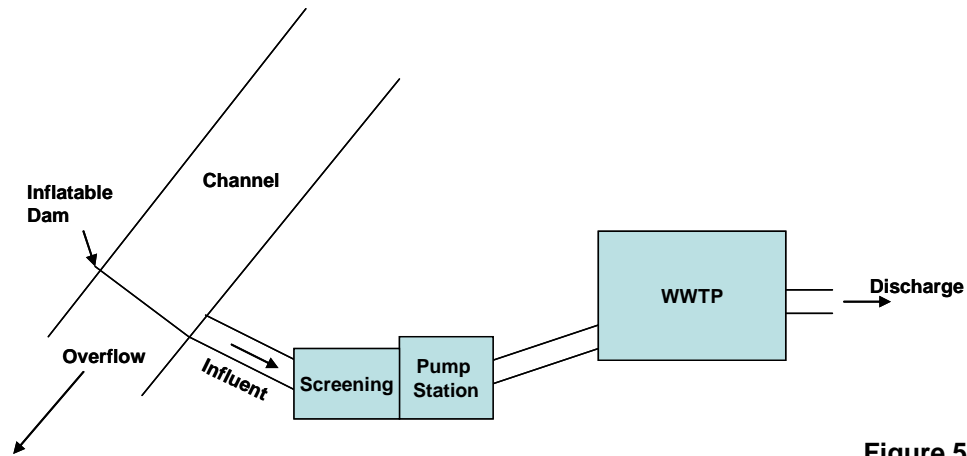 Channel
Inflatable
Dam
WWTP
Discharge
Overflow
Influent
Screening
Pump
Station
Figure 5